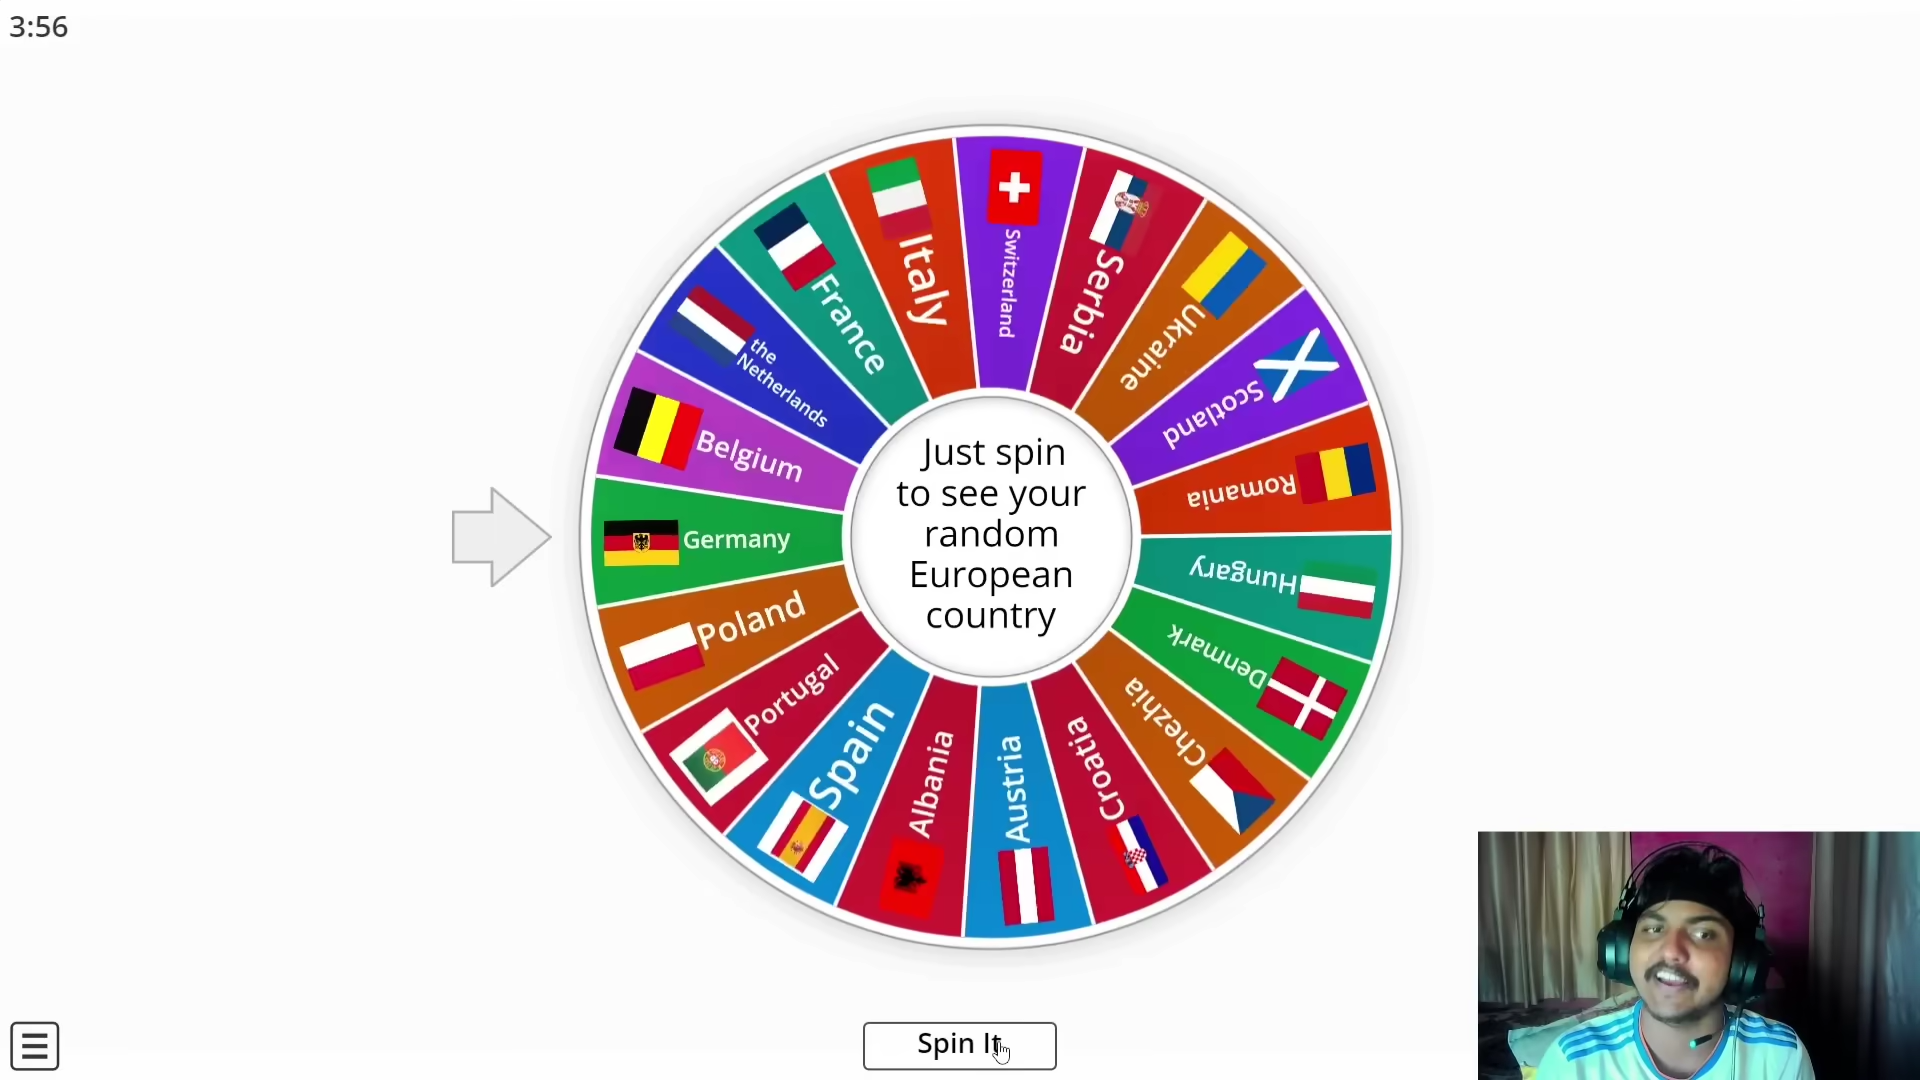 3:56
Just spin
to see your
random
European
country
Germany
Belgium
the
Netherlands
France
Italy
Switzerland
Serbia
Ukraine
Scotland
Romania
Hungary
Denmark
Chezhia
Croatia
Austria
Albania
Spain
Portugal
Poland
Spin It